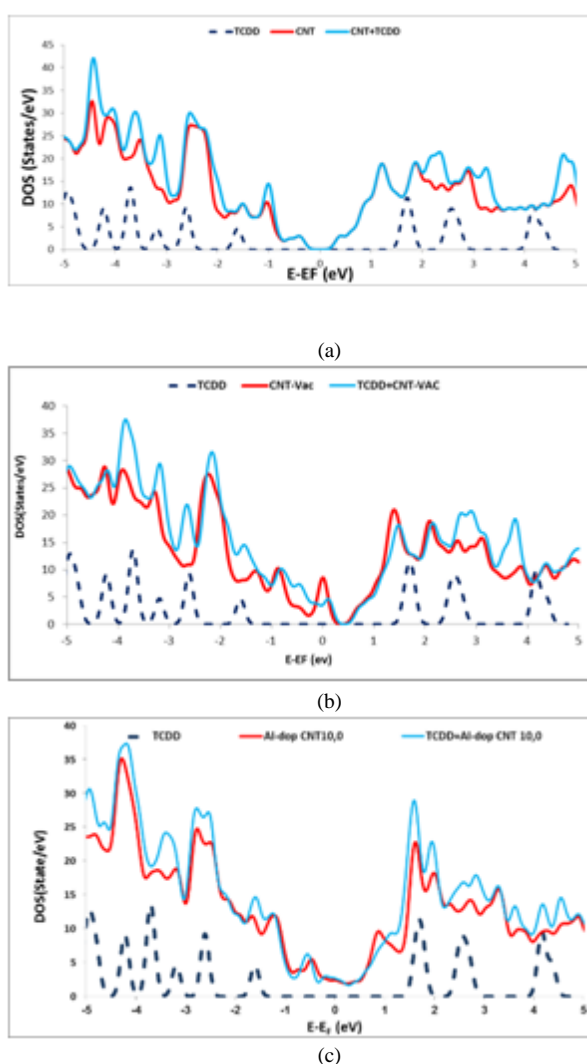 TCDD CNT CNT+TCDD
45
40
35
30
25
20
15
10
5
0
DOS (States/eV)
-5 -4 -3 -2 -1 0 1 2 3 4 5
E-EF (eV)
(a)
TCDD CNT-Vac TCDD+CNT-VAC
40
35
30
25
20
15
10
5
0
DOS(States/eV)
-5 -4 -3 -2 -1 0 1 2 3 4 5
E-EF (ev)
(b)
TCDD Al-dop CNT10,0 TCDD+Al-dop CNT 10,0
40
35
30
25
20
15
10
5
0
DOS(State/eV)
-5 -4 -3 -2 -1 0 1 2 3 4 5
E-EF (eV)
(c)